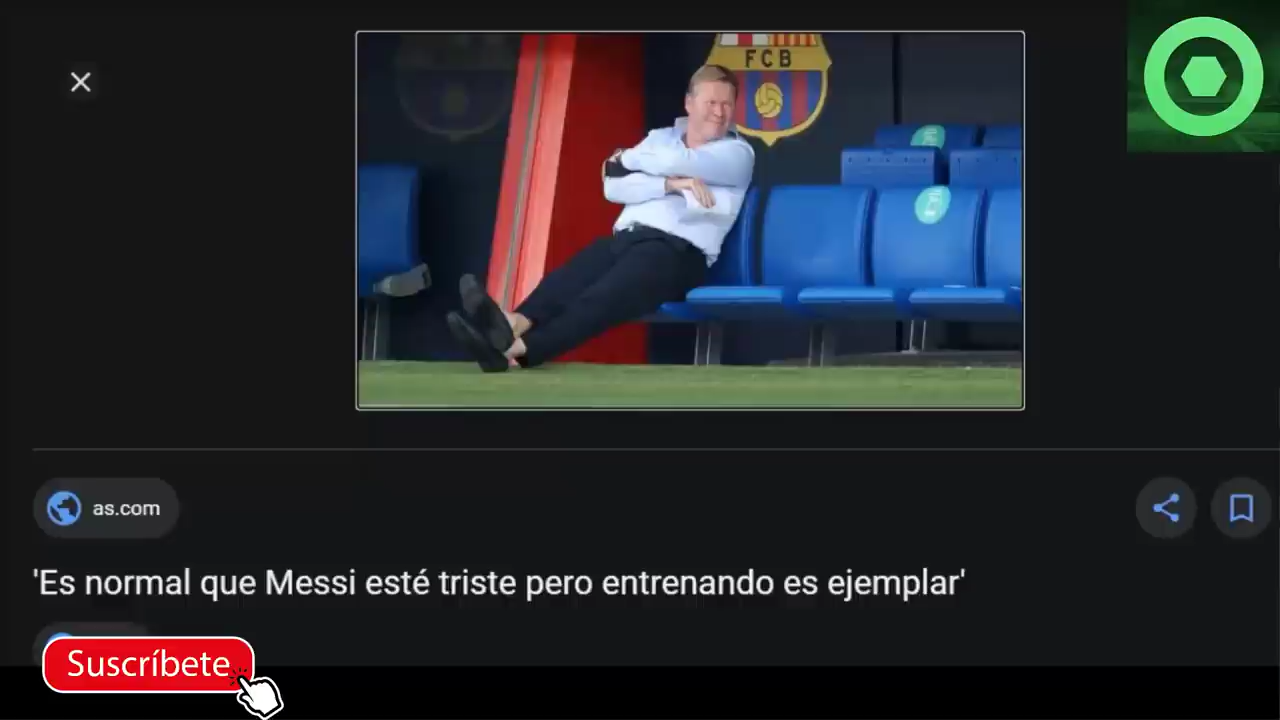 FCB
as.com
'Es normal que Messi esté triste pero entrenando es ejemplar'
Suscríbete